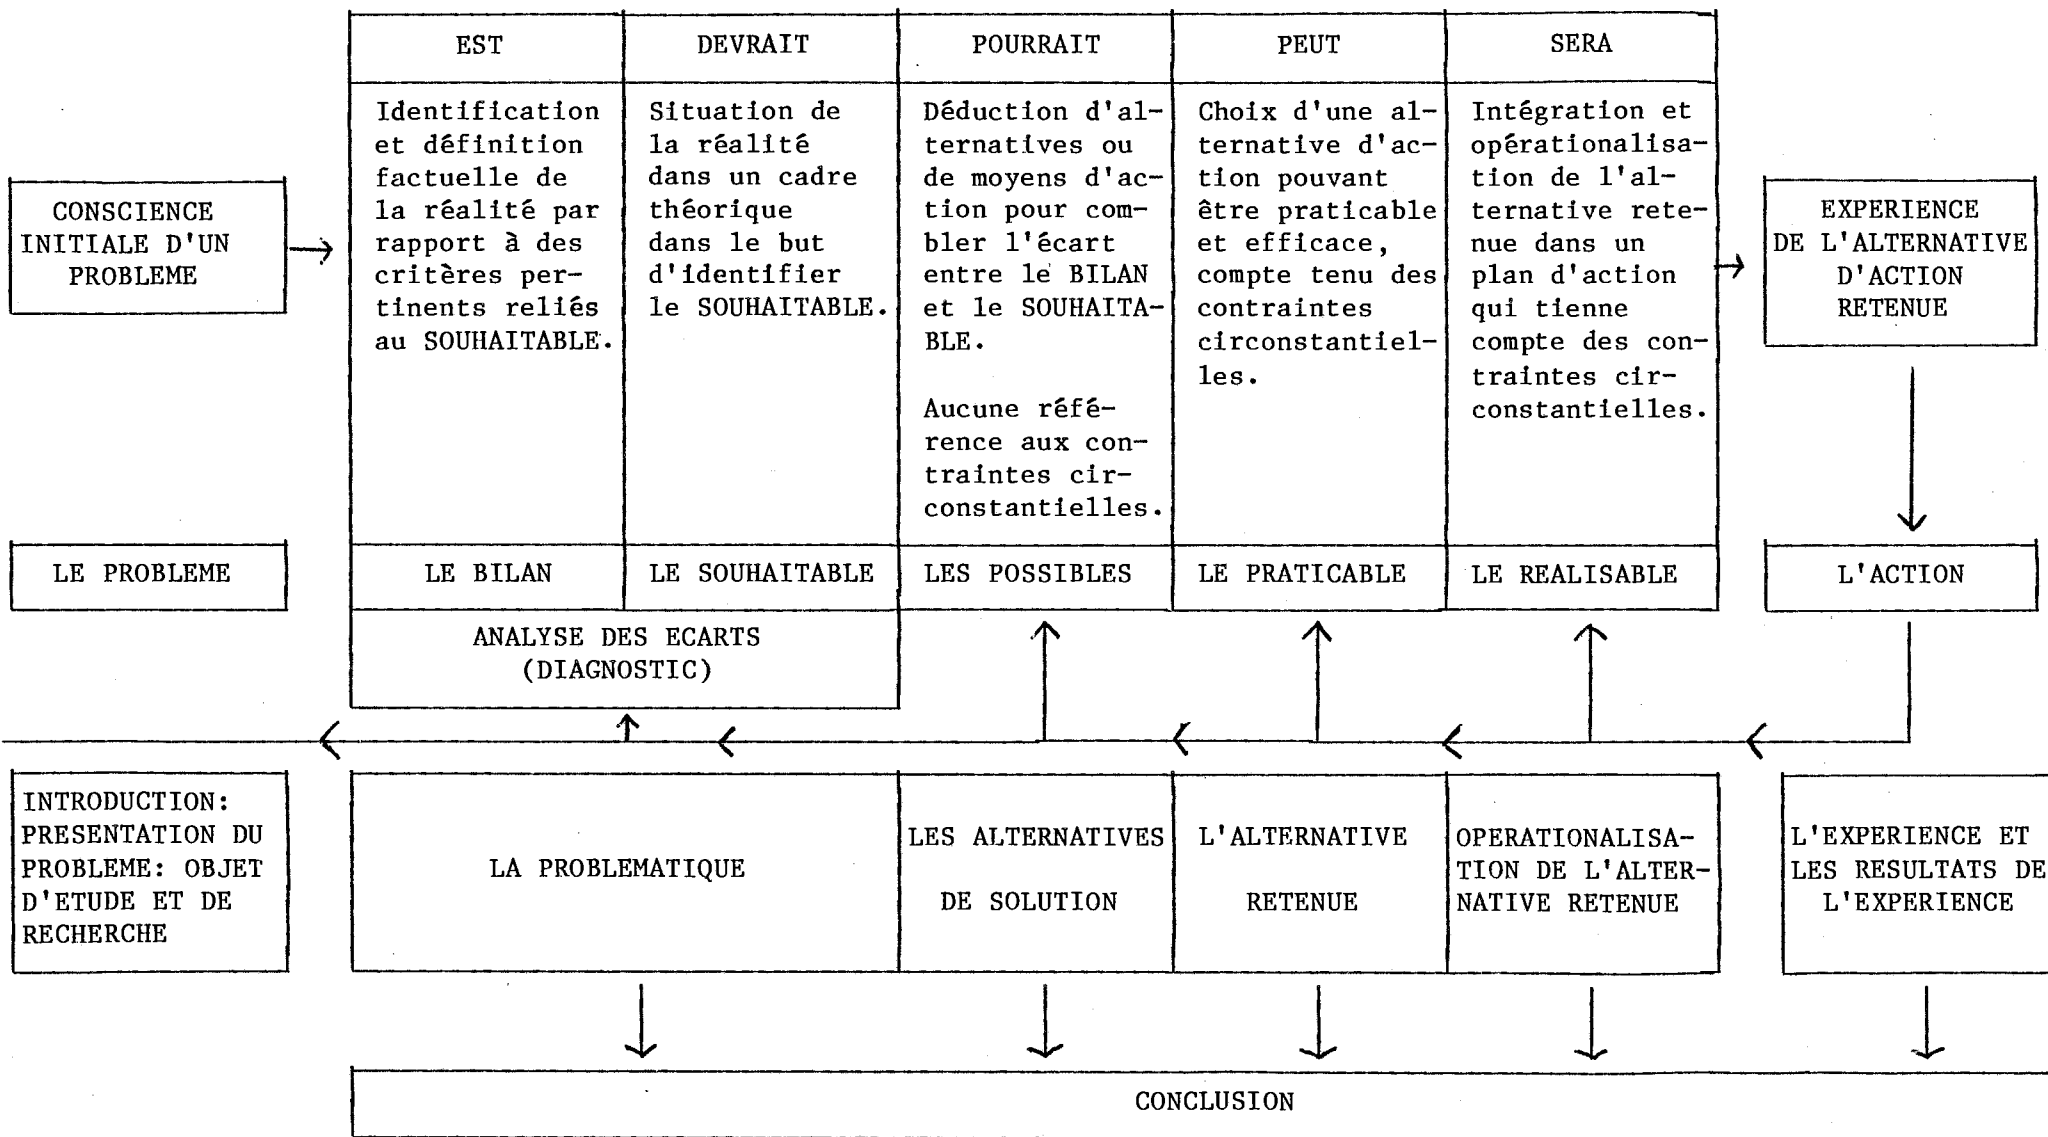 EST
DEVRAIT
POURRAIT
PEUT
SERA
CONSCIENCE
INITIALE D'UN
PROBLEME
Identification
et définition
factuelle de
la réalité par
rapport à des
critères per-
tinents reliés
au SOUHAITABLE.
Situation de
la réalité
dans un cadre
théorique
dans le but
d'identifier
le SOUHAITABLE.
Déduction d'al-
ternatives ou
de moyens d'ac-
tion pour com-
bler l'écart
entre le BILAN
et le SOUHAITA-
BLE.
Aucune réfé-
rence aux con-
traintes cir-
constantielles.
Choix d'une al-
ternative d'ac-
tion pouvant
être praticable
et efficace,
compte tenu des
contraintes
circonstantiel-
les.
Intégration et
opérationalisa-
tion de l'al-
ternative rete-
nue dans un
plan d'action
qui tienne
compte des con-
traintes cir-
constantielles.
EXPERIENCE
DE L'ALTERNATIVE
D'ACTION
RETENUE
LE PROBLEME
LE BILAN
LE SOUHAITABLE
LES POSSIBLES
LE PRATICABLE
LE REALISABLE
L'ACTION
ANALYSE DES ECARTS
(DIAGNOSTIC)
INTRODUCTION:
PRESENTATION DU
PROBLEME: OBJET
D'ETUDE ET DE
RECHERCHE
LA PROBLEMATIQUE
LES ALTERNATIVES
DE SOLUTION
L'ALTERNATIVE
RETENUE
OPERATIONALISA-
TION DE L'ALTER-
NATIVE RETENUE
L'EXPERIENCE ET
LES RESULTATS DE
L'EXPERIENCE
CONCLUSION